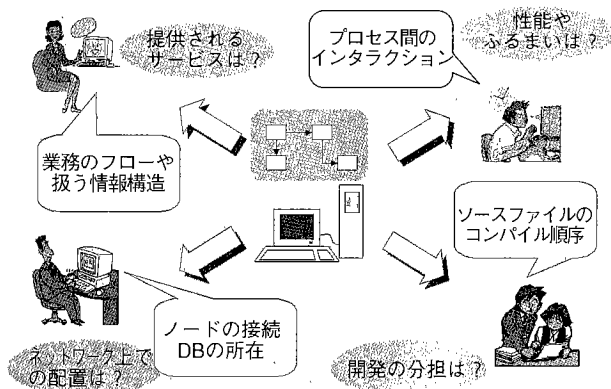 提供される
サービスは？
プロセス間の
インタラクション
性能や
ふるまいは？
業務のフローや
扱う情報構造
ソースファイルの
コンパイル順序
ノードの接続
DBの所在
ネットワーク上で
の配置は？
開発の分担は？